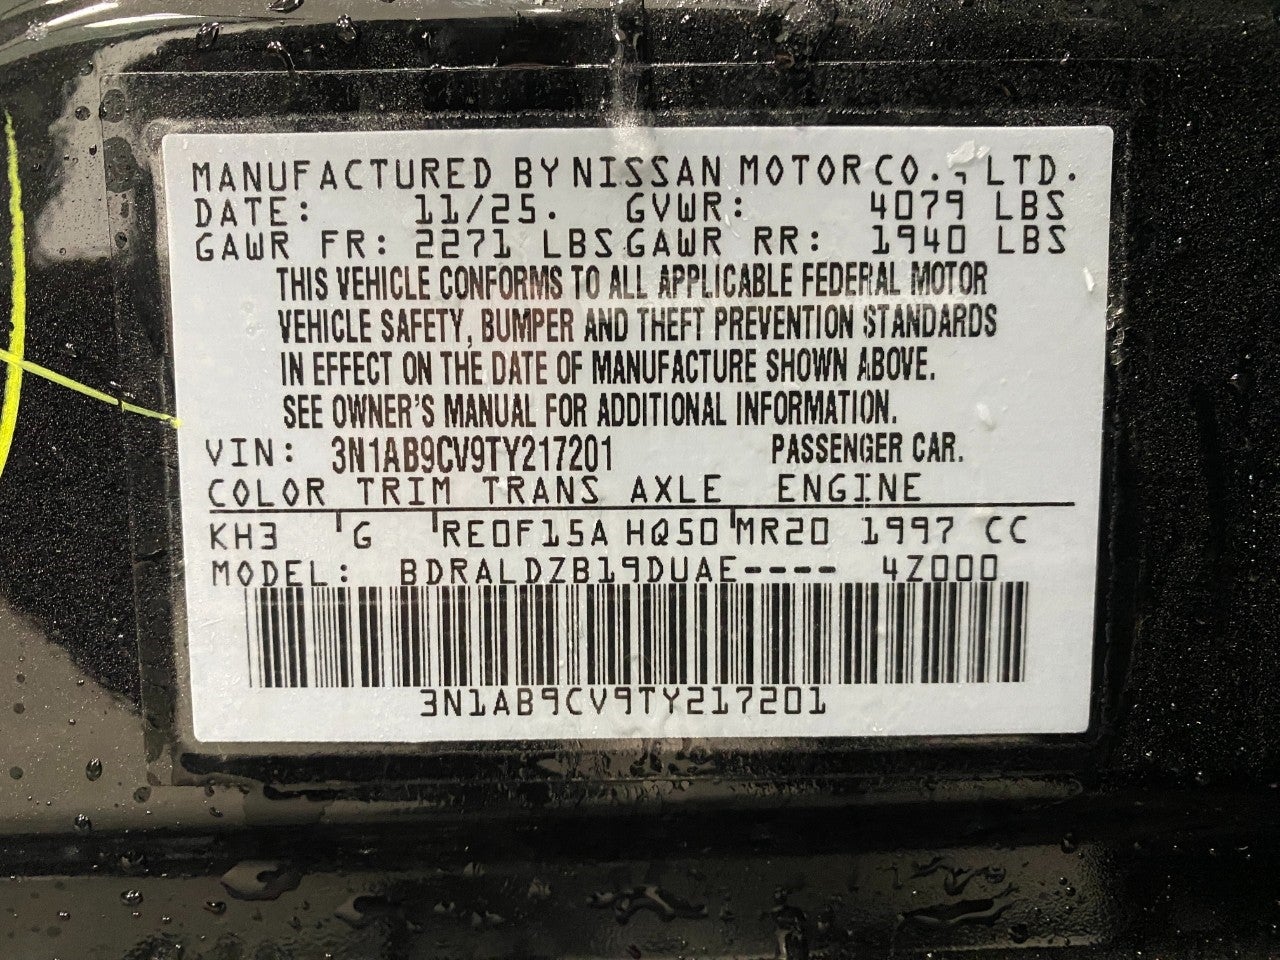 MANUFACTURED BY NISSAN MOTOR CO., LTD.
DATE: 11/25. GVWR: 4079 LBS
GAWR FR: 2271 LBS GAWR RR: 1940 LBS
THIS VEHICLE CONFORMS TO ALL APPLICABLE FEDERAL MOTOR
VEHICLE SAFETY, BUMPER AND THEFT PREVENTION STANDARDS
IN EFFECT ON THE DATE OF MANUFACTURE SHOWN ABOVE.
SEE OWNER'S MANUAL FOR ADDITIONAL INFORMATION.
VIN: 3N1AB9CV9TY217201 PASSENGER CAR.
COLOR TRIM TRANS AXLE ENGINE
KH3 G RE0F15A HQ50 MR20 1997 CC
MODEL: BDRALDZB19DUAE---- 4Z000
3N1AB9CV9TY217201